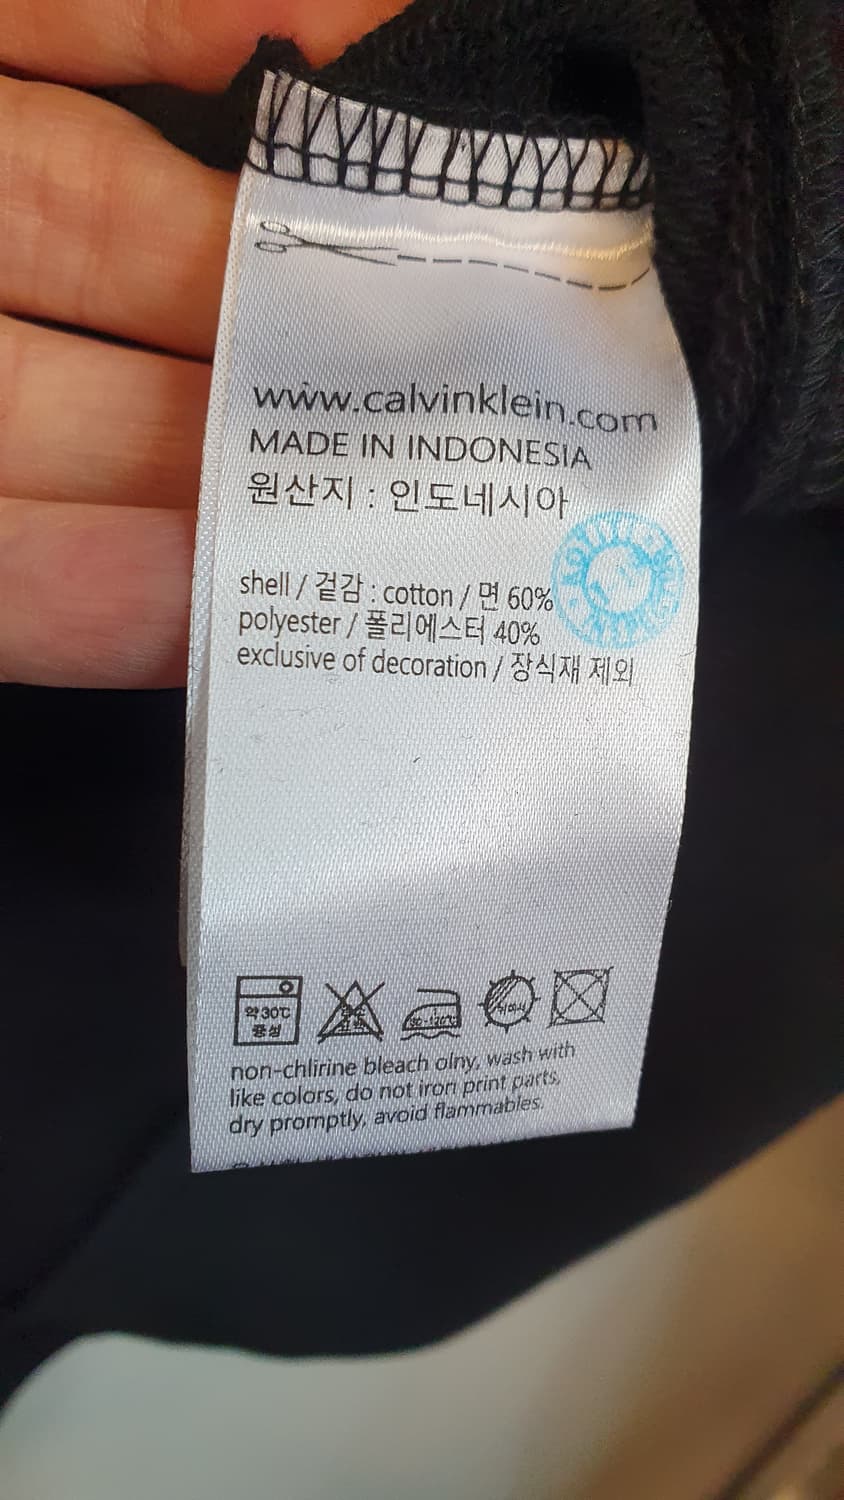 www.calvinklein.com
MADE IN INDONESIA
원산지 : 인도네시아
shell / 겉감 : cotton / 면 60%
polyester / 폴리에스터 40%
exclusive of decoration / 장식재 제외
약30℃
중성
non-chlirine bleach olny, wash with
like colors, do not iron print parts,
dry promptly, avoid flammables.